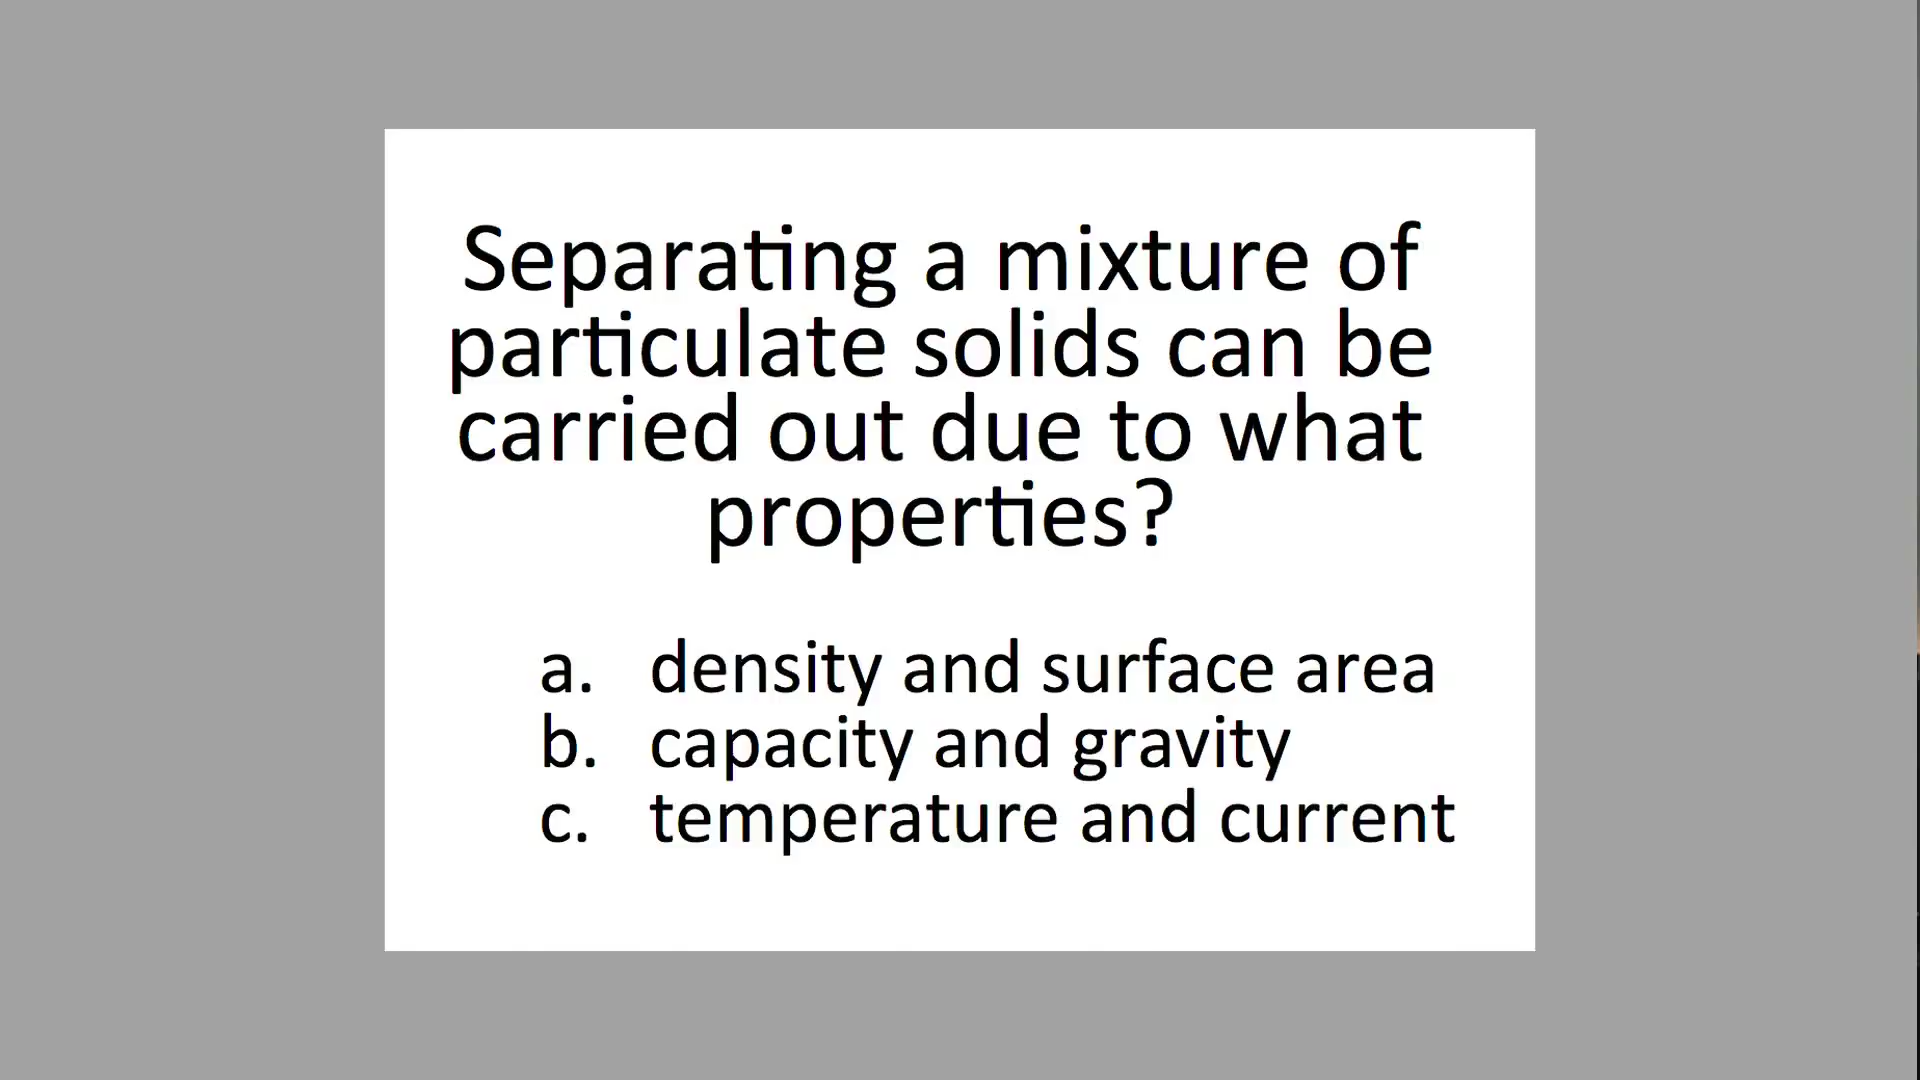 Separating a mixture of
particulate solids can be
carried out due to what
properties?
a. density and surface area
b. capacity and gravity
c. temperature and current